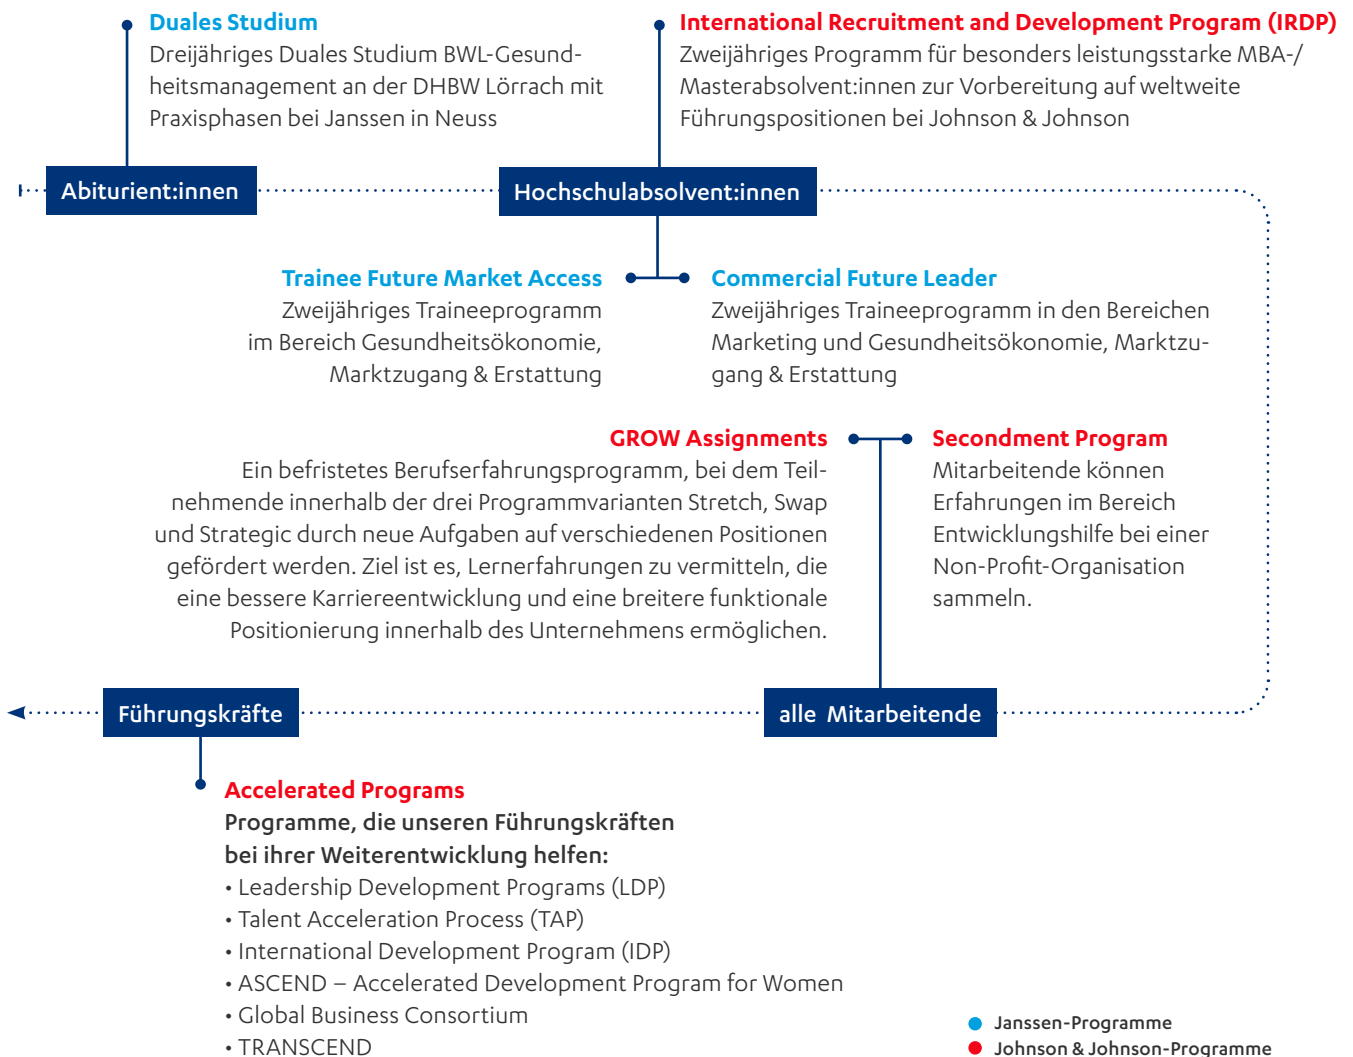 Duales Studium
Dreijähriges Duales Studium BWL-Gesund-
heitsmanagement an der DHBW Lörrach mit
Praxisphasen bei Janssen in Neuss
International Recruitment and Development Program (IRDP)
Zweijähriges Programm für besonders leistungsstarke MBA-/
Masterabsolvent:innen zur Vorbereitung auf weltweite
Führungspositionen bei Johnson & Johnson
Abiturient:innen
Hochschulabsolvent:innen
Trainee Future Market Access
Zweijähriges Traineeprogramm
im Bereich Gesundheitsökonomie,
Marktzugang & Erstattung
Commercial Future Leader
Zweijähriges Traineeprogramm in den Bereichen
Marketing und Gesundheitsökonomie, Marktzu-
gang & Erstattung
GROW Assignments
Ein befristetes Berufserfahrungsprogramm, bei dem Teil-
nehmende innerhalb der drei Programmvarianten Stretch, Swap
und Strategic durch neue Aufgaben auf verschiedenen Positionen
gefördert werden. Ziel ist es, Lernerfahrungen zu vermitteln, die
eine bessere Karriereentwicklung und eine breitere funktionale
Positionierung innerhalb des Unternehmens ermöglichen.
Secondment Program
Mitarbeitende können
Erfahrungen im Bereich
Entwicklungshilfe bei einer
Non-Profit-Organisation
sammeln.
Führungskräfte
alle Mitarbeitende
Accelerated Programs
Programme, die unseren Führungskräften
bei ihrer Weiterentwicklung helfen:
• Leadership Development Programs (LDP)
• Talent Acceleration Process (TAP)
• International Development Program (IDP)
• ASCEND – Accelerated Development Program for Women
• Global Business Consortium
• TRANSCEND
Janssen-Programme
Johnson & Johnson-Programme